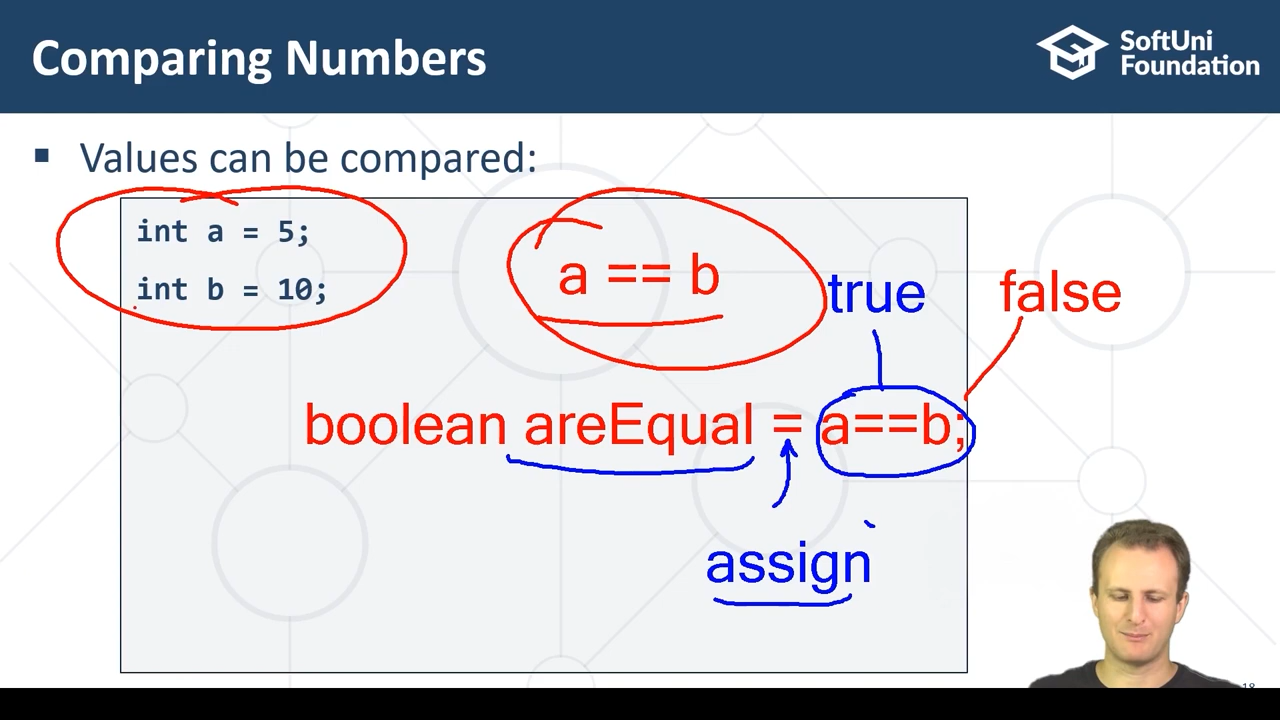 Comparing Numbers
SoftUni
Foundation
Values can be compared:
int a = 5;
int b = 10;
a == b
true
false
boolean areEqual = a==b;
assign